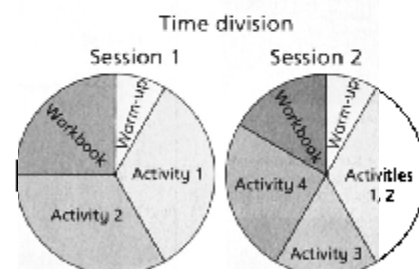 Time division
Session 1
Session 2
Warm-up
Activity 1
Activity 2
Workbook
Warm-up
Activities
1, 2
Activity 3
Activity 4
Workbook